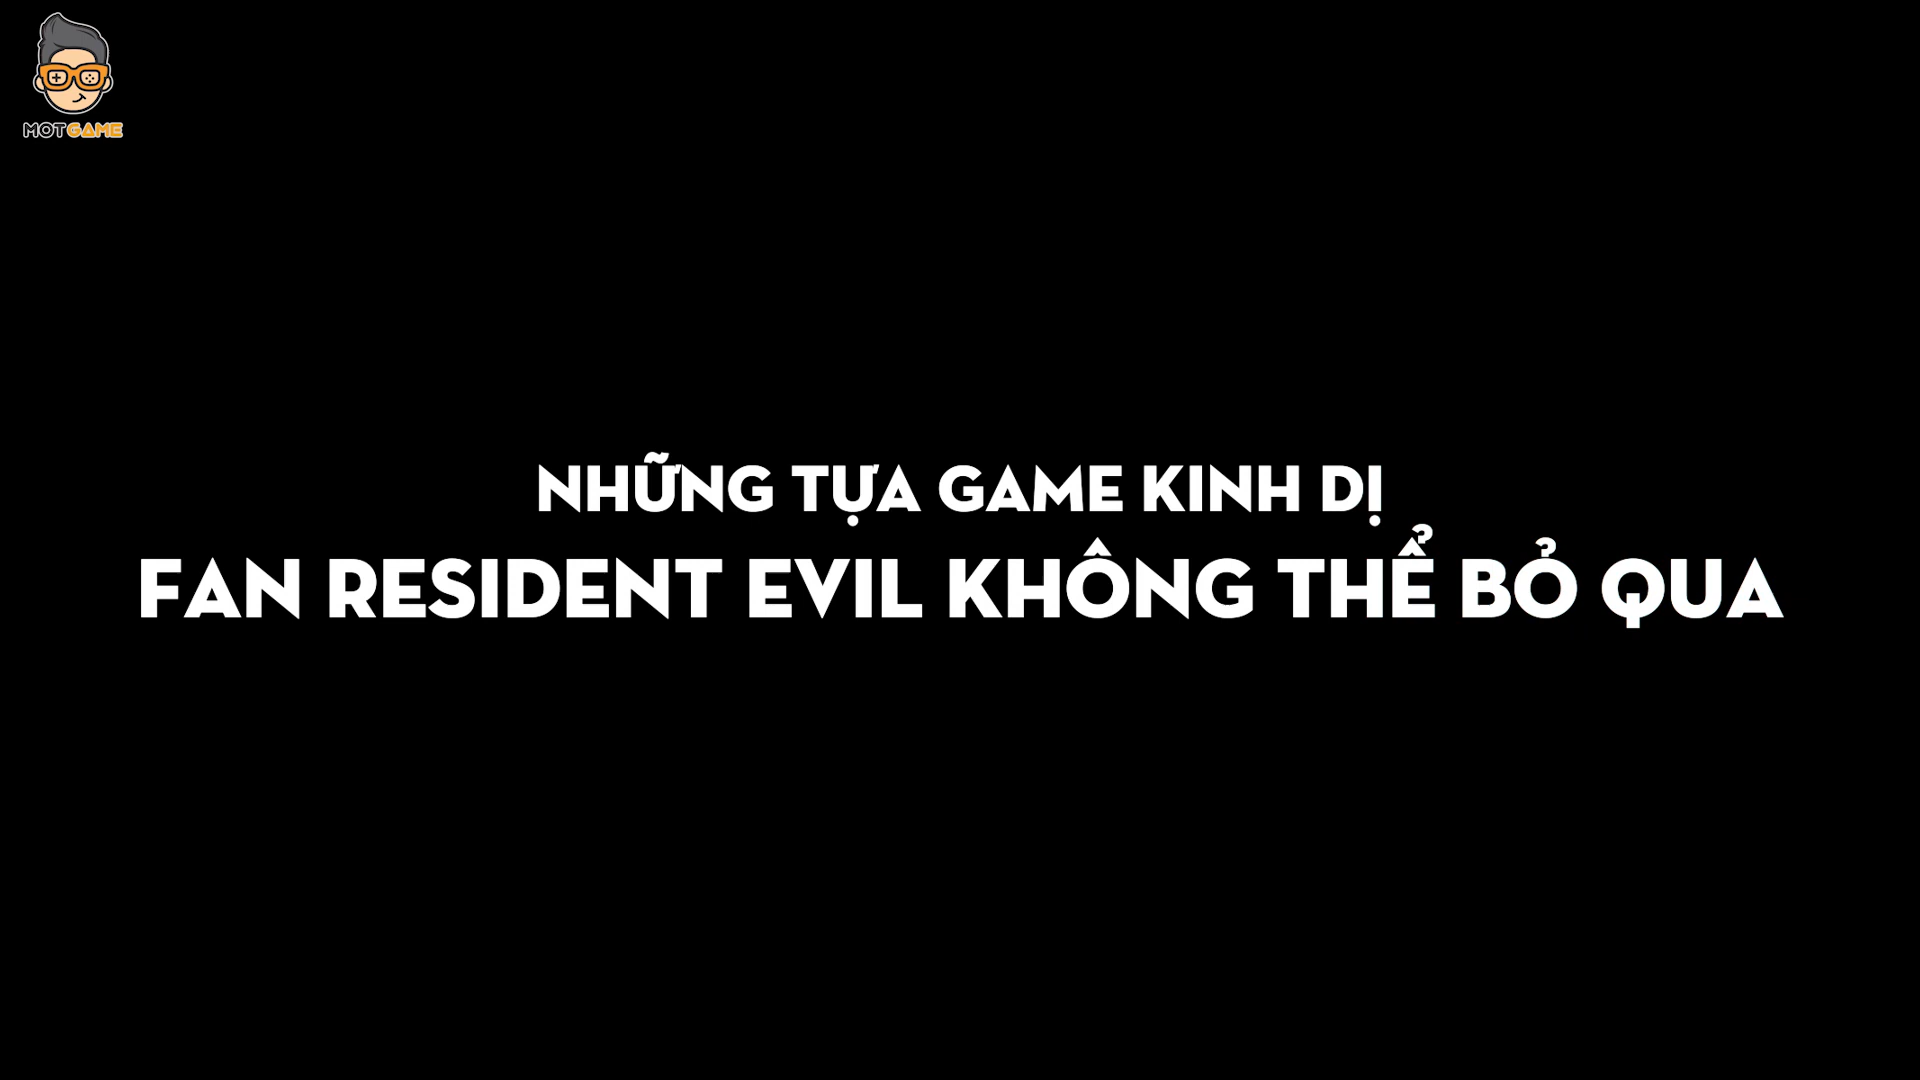 MOTGAME
NHỮNG TỰA GAME KINH DỊ
FAN RESIDENT EVIL KHÔNG THỂ BỎ QUA